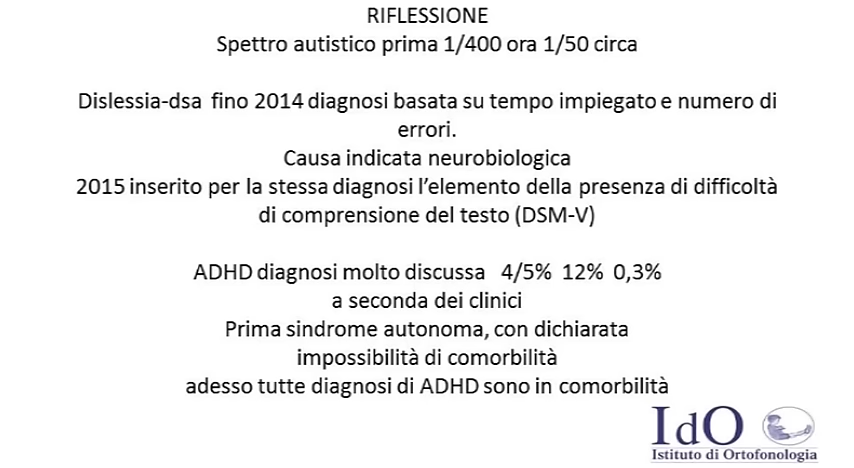 RIFLESSIONE
Spettro autistico prima 1/400 ora 1/50 circa
Dislessia-dsa fino 2014 diagnosi basata su tempo impiegato e numero di
errori.
Causa indicata neurobiologica
2015 inserito per la stessa diagnosi l’elemento della presenza di difficoltà
di comprensione del testo (DSM-V)
ADHD diagnosi molto discussa 4/5% 12% 0,3%
a seconda dei clinici
Prima sindrome autonoma, con dichiarata
impossibilità di comorbilità
adesso tutte diagnosi di ADHD sono in comorbilità
IdO
Istituto di Ortofonologia